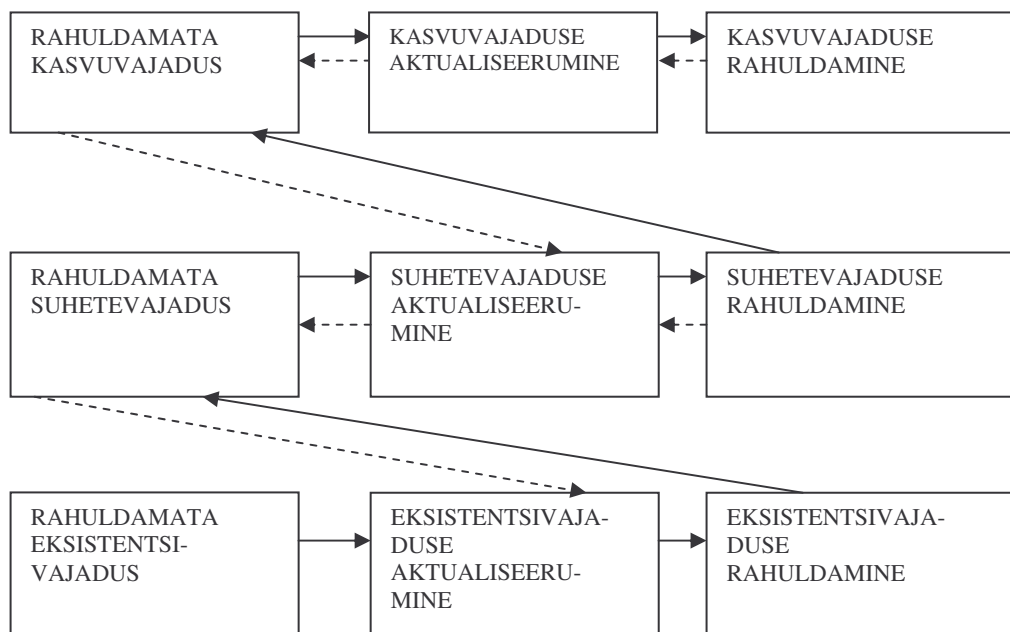 RAHULDAMATA
KASVUVAJADUS
KASVUVAJADUSE
AKTUALISEERUMINE
KASVUVAJADUSE
RAHULDAMINE
RAHULDAMATA
SUHETEVAJADUS
SUHETEVAJADUSE
AKTUALISEERU-
MINE
SUHETEVAJADUSE
RAHULDAMINE
RAHULDAMATA
EKSISTENTSI-
VAJADUS
EKSISTENTSIVAJA-
DUSE
AKTUALISEERU-
MINE
EKSISTENTSIVAJA-
DUSE
RAHULDAMINE